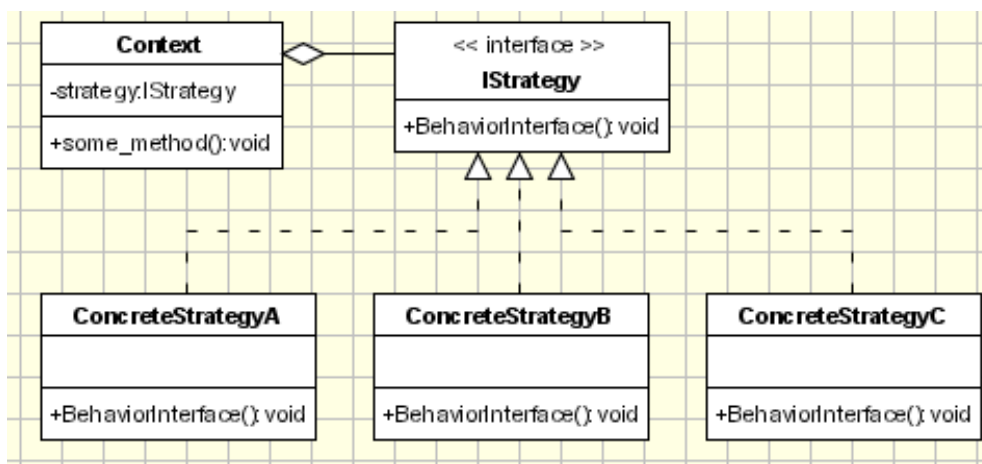 Context
-strategy:IStrategy
+some_method():void
<< interface >>
IStrategy
+BehaviorInterface(): void
ConcreteStrategyA
+BehaviorInterface(): void
ConcreteStrategyB
+BehaviorInterface(): void
ConcreteStrategyC
+BehaviorInterface(): void